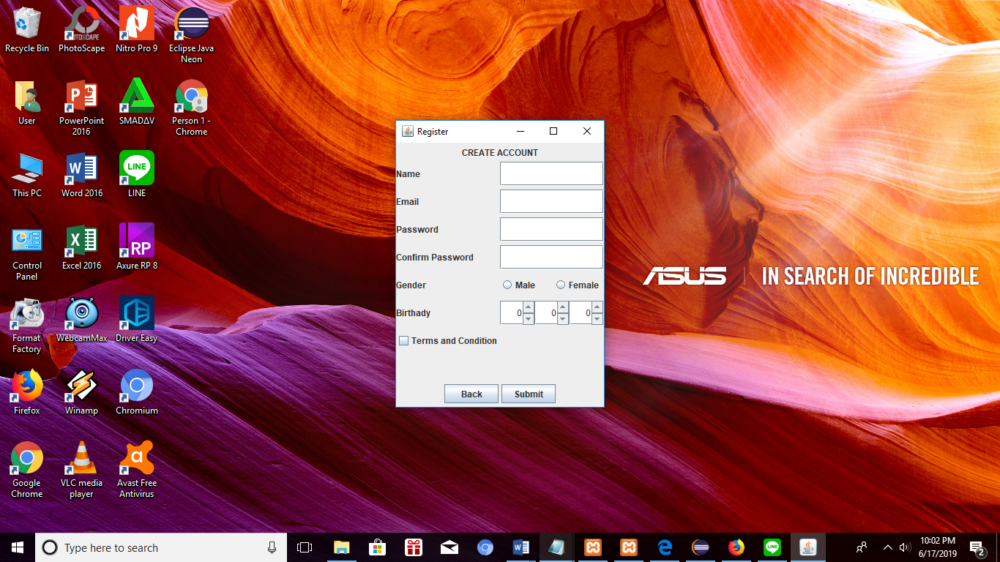 Recycle Bin
PhotoScape
Nitro Pro 9
Eclipse Java
Neon
User
PowerPoint
2016
SMADΔV
Person 1 -
Chrome
This PC
Word 2016
LINE
Control
Panel
Excel 2016
Axure RP 8
Format
Factory
WebcamMax
Driver Easy
Firefox
Winamp
Chromium
Google
Chrome
VLC media
player
Avast Free
Antivirus
Register
CREATE ACCOUNT
Name
Email
Password
Confirm Password
Gender
Male
Female
Birthady
0
0
0
Terms and Condition
Back
Submit
ASUS
IN SEARCH OF INCREDIBLE
Type here to search
10:02 PM
6/17/2019
2